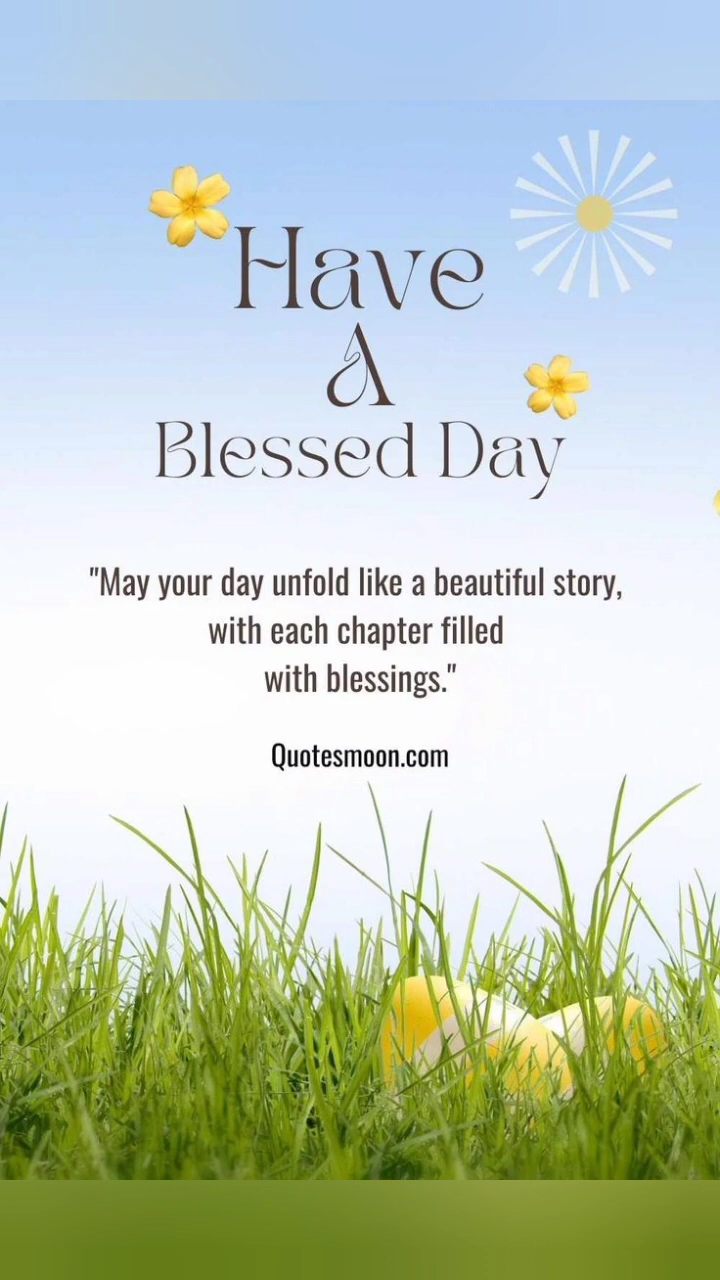 Have
A
Blessed Day
"May your day unfold like a beautiful story,
with each chapter filled
with blessings."
Quotesmoon.com